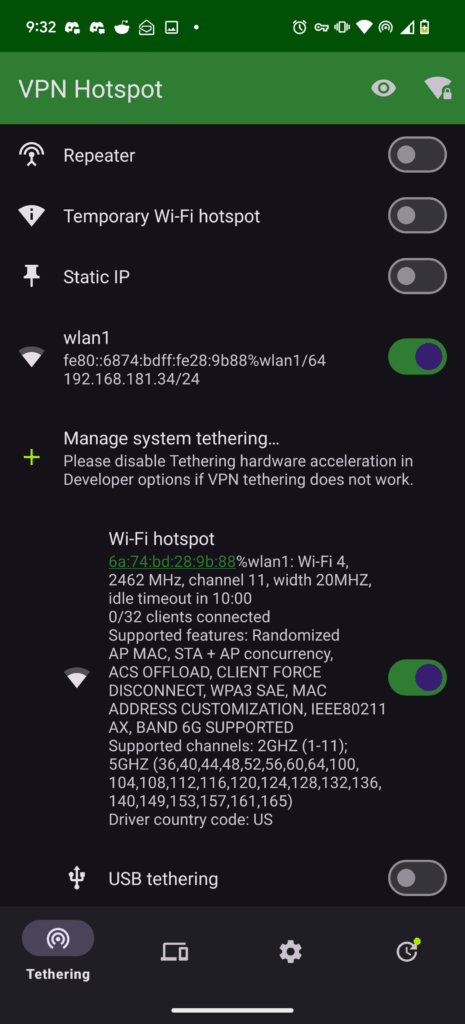 9:32
VPN Hotspot
Repeater
Temporary Wi-Fi hotspot
Static IP
wlan1
fe80::6874:bdff:fe28:9b88%wlan1/64
192.168.181.34/24
Manage system tethering…
Please disable Tethering hardware acceleration in
Developer options if VPN tethering does not work.
Wi-Fi hotspot
6a:74:bd:28:9b:88%wlan1: Wi-Fi 4,
2462 MHz, channel 11, width 20MHZ,
idle timeout in 10:00
0/32 clients connected
Supported features: Randomized
AP MAC, STA + AP concurrency,
ACS OFFLOAD, CLIENT FORCE
DISCONNECT, WPA3 SAE, MAC
ADDRESS CUSTOMIZATION, IEEE80211
AX, BAND 6G SUPPORTED
Supported channels: 2GHZ (1-11);
5GHZ (36,40,44,48,52,56,60,64,100,
104,108,112,116,120,124,128,132,136,
140,149,153,157,161,165)
Driver country code: US
USB tethering
Tethering